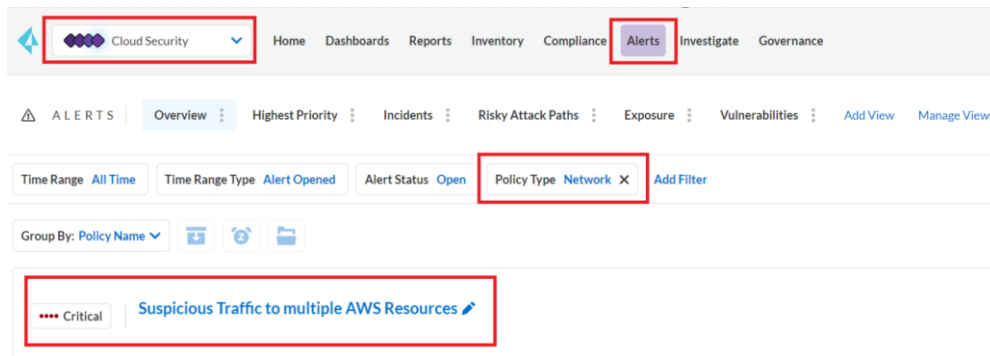 Cloud Security Home Dashboards Reports Inventory Compliance Alerts Investigate Governance
ALERTS Overview Highest Priority Incidents Risky Attack Paths Exposure Vulnerabilities Add View Manage View
Time Range All Time Time Range Type Alert Opened Alert Status Open Policy Type Network Add Filter
Group By: Policy Name
Critical Suspicious Traffic to multiple AWS Resources